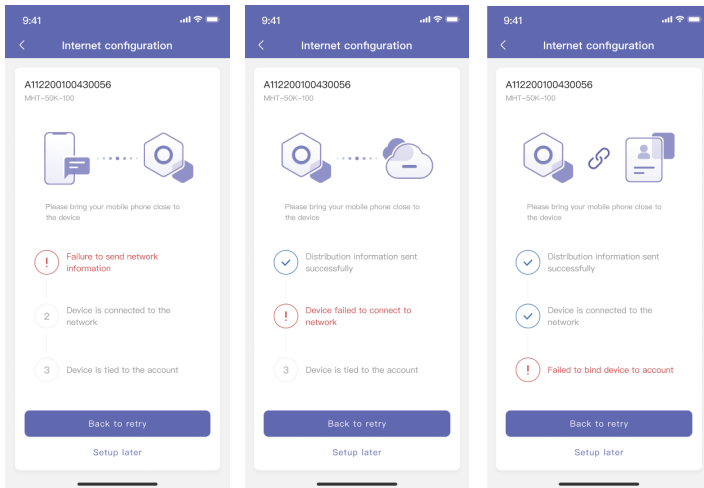 9:41
Internet configuration
A112200100430056
MHT-50K-100
Please bring your mobile phone close to
the device
Failure to send network
information
2
Device is connected to the
network
3
Device is tied to the account
Back to retry
Setup later
9:41
Internet configuration
A112200100430056
MHT-50K-100
Please bring your mobile phone close to
the device
Distribution information sent
successfully
Device failed to connect to
network
3
Device is tied to the account
Back to retry
Setup later
9:41
Internet configuration
A112200100430056
MHT-50K-100
Please bring your mobile phone close to
the device
Distribution information sent
successfully
Device is connected to the
network
Failed to bind device to account
Back to retry
Setup later